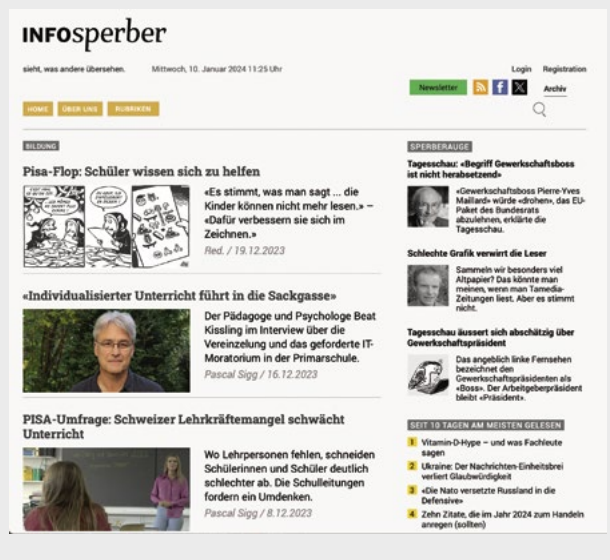 INFOsperber
sieht, was andere übersehen.
Mittwoch, 10. Januar 2024 11:25 Uhr
Login
Registration
Newsletter
Archiv
HOME
ÜBER UNS
RUBRIKEN
BILDUNG
Pisa-Flop: Schüler wissen sich zu helfen
«Es stimmt, was man sagt ... die
Kinder können nicht mehr lesen.» –
«Dafür verbessern sie sich im
Zeichnen.»
Red. / 19.12.2023
«Individualisierter Unterricht führt in die Sackgasse»
Der Pädagoge und Psychologe Beat
Kissling im Interview über die
Vereinzelung und das geforderte IT-
Moratorium in der Primarschule.
Pascal Sigg / 16.12.2023
PISA-Umfrage: Schweizer Lehrkräftemangel schwächt
Unterricht
Wo Lehrpersonen fehlen, schneiden
Schülerinnen und Schüler deutlich
schlechter ab. Die Schulleitungen
fordern ein Umdenken.
Pascal Sigg / 8.12.2023
SPERBERAUGE
Tagesschau: «Begriff Gewerkschaftsboss
ist nicht herabsetzend»
«Gewerkschaftsboss Pierre-Yves
Maillard» würde «drohen», das EU-
Paket des Bundesrats
abzulehnen, erklärte die
Tagesschau.
Schlechte Grafik verwirrt die Leser
Sammeln wir besonders viel
Altpapier? Das könnte man
meinen, wenn man Tamedia-
Zeitungen liest. Aber es stimmt
nicht.
Tagesschau äussert sich abschätzig über
Gewerkschaftspräsident
Das angeblich linke Fernsehen
bezeichnet den
Gewerkschaftspräsidenten als
«Boss». Der Arbeitgeberpräsident
bleibt «Präsident».
SEIT 10 TAGEN AM MEISTEN GELESEN
1 Vitamin-D-Hype – und was Fachleute
sagen
2 Ukraine: Der Nachrichten-Einheitsbrei
verliert Glaubwürdigkeit
3 «Die Nato versetzte Russland in die
Defensive»
4 Zehn Zitate, die im Jahr 2024 zum Handeln
anregen (sollten)